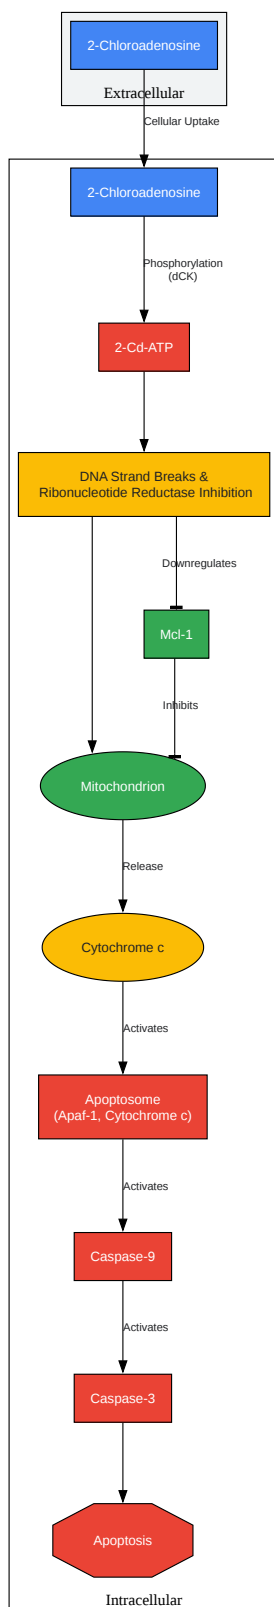 2-Chloroadenosine
Extracellular
Cellular Uptake
2-Chloroadenosine
Phosphorylation
(dCK)
2-Cd-ATP
DNA Strand Breaks &
Ribonucleotide Reductase Inhibition
Downregulates
Mcl-1
Inhibits
Mitochondrion
Release
Cytochrome c
Activates
Apoptosome
(Apaf-1, Cytochrome c)
Activates
Caspase-9
Activates
Caspase-3
Apoptosis
Intracellular